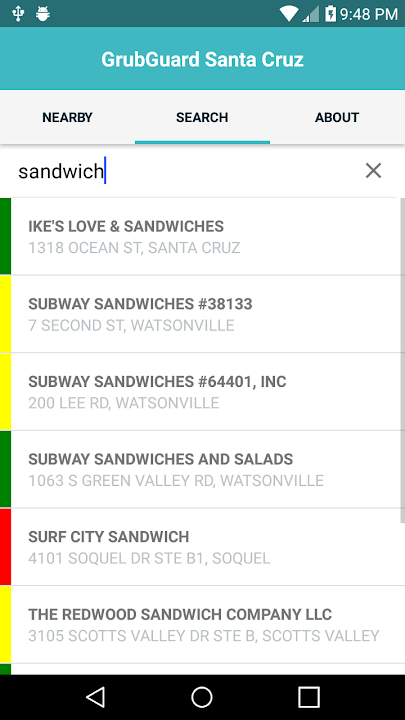 9:48 PM
GrubGuard Santa Cruz
NEARBY SEARCH ABOUT
sandwich
IKE'S LOVE & SANDWICHES
1318 OCEAN ST, SANTA CRUZ
SUBWAY SANDWICHES #38133
7 SECOND ST, WATSONVILLE
SUBWAY SANDWICHES #64401, INC
200 LEE RD, WATSONVILLE
SUBWAY SANDWICHES AND SALADS
1063 S GREEN VALLEY RD, WATSONVILLE
SURF CITY SANDWICH
4101 SOQUEL DR STE B1, SOQUEL
THE REDWOOD SANDWICH COMPANY LLC
3105 SCOTTS VALLEY DR STE B, SCOTTS VALLEY